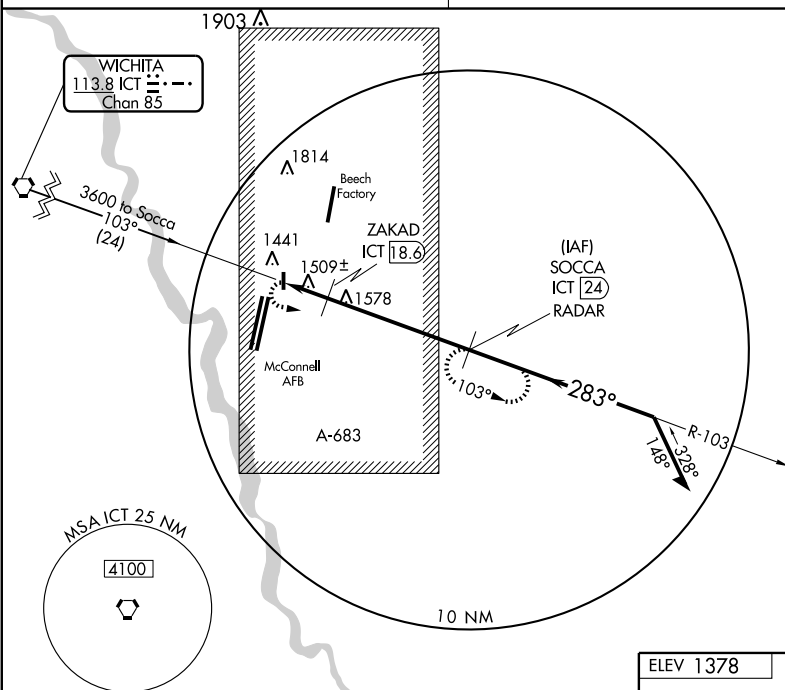 1903
WICHITA
113.8 ICT
Chan 85
1814
Beech
Factory
3600 to Socca
103°
(24)
ZAKAD
ICT 18.6
1441
1509±
1578
(IAF)
SOCCA
ICT 24
RADAR
McConnell
AFB
103°
283°
R-103
328°
148°
A-683
MSA ICT 25 NM
4100
10 NM
ELEV 1378